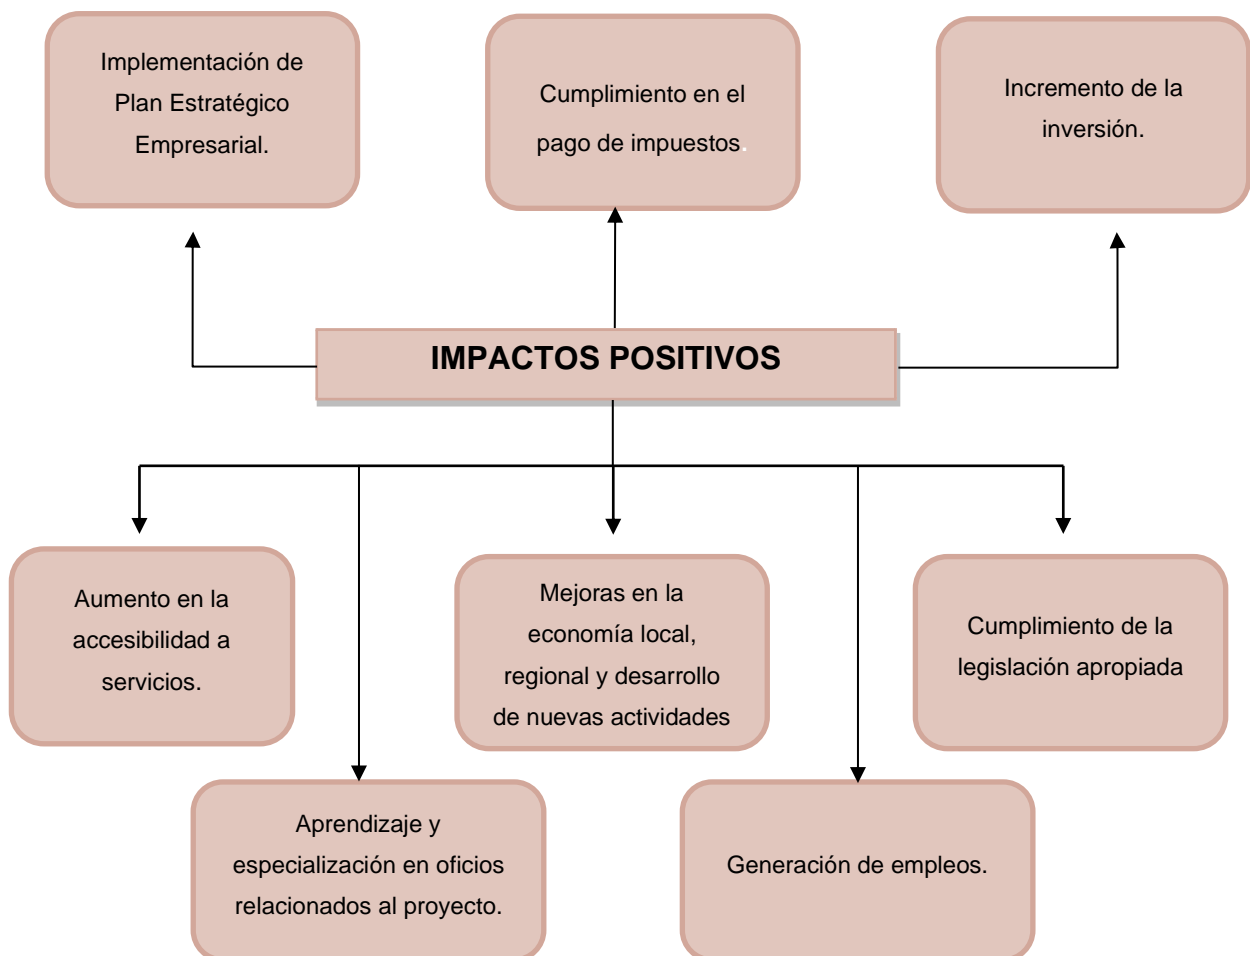 Implementación de
Plan Estratégico
Empresarial.
Cumplimiento en el
pago de impuestos.
Incremento de la
inversión.
IMPACTOS POSITIVOS
Aumento en la
accesibilidad a
servicios.
Mejoras en la
economía local,
regional y desarrollo
de nuevas actividades
Cumplimiento de la
legislación apropiada
Aprendizaje y
especialización en oficios
relacionados al proyecto.
Generación de empleos.